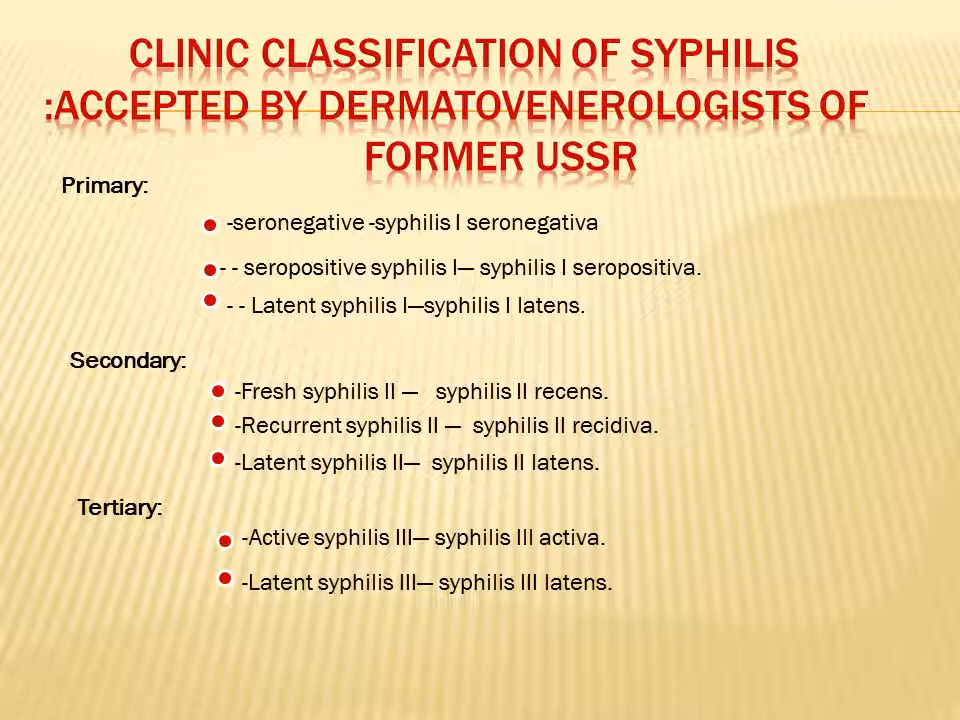 CLINIC CLASSIFICATION OF SYPHILIS
:ACCEPTED BY DERMATOVENEROLOGISTS OF
FORMER USSR
Primary:
-seronegative -syphilis I seronegativa
- - seropositive syphilis I— syphilis I seropositiva.
- - Latent syphilis I—syphilis I latens.
Secondary:
-Fresh syphilis II — syphilis II recens.
-Recurrent syphilis II — syphilis II recidiva.
-Latent syphilis II— syphilis II latens.
Tertiary:
-Active syphilis III— syphilis III activa.
-Latent syphilis III— syphilis III latens.